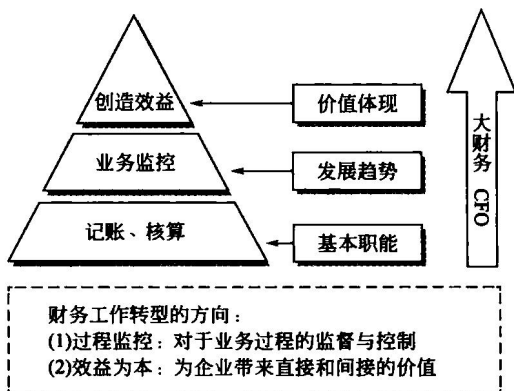 创造效益
价值体现
业务监控
发展趋势
记账、核算
基本职能
大财务 CFO
财务工作转型的方向：
(1)过程监控：对于业务过程的监督与控制
(2)效益为本：为企业带来直接和间接的价值